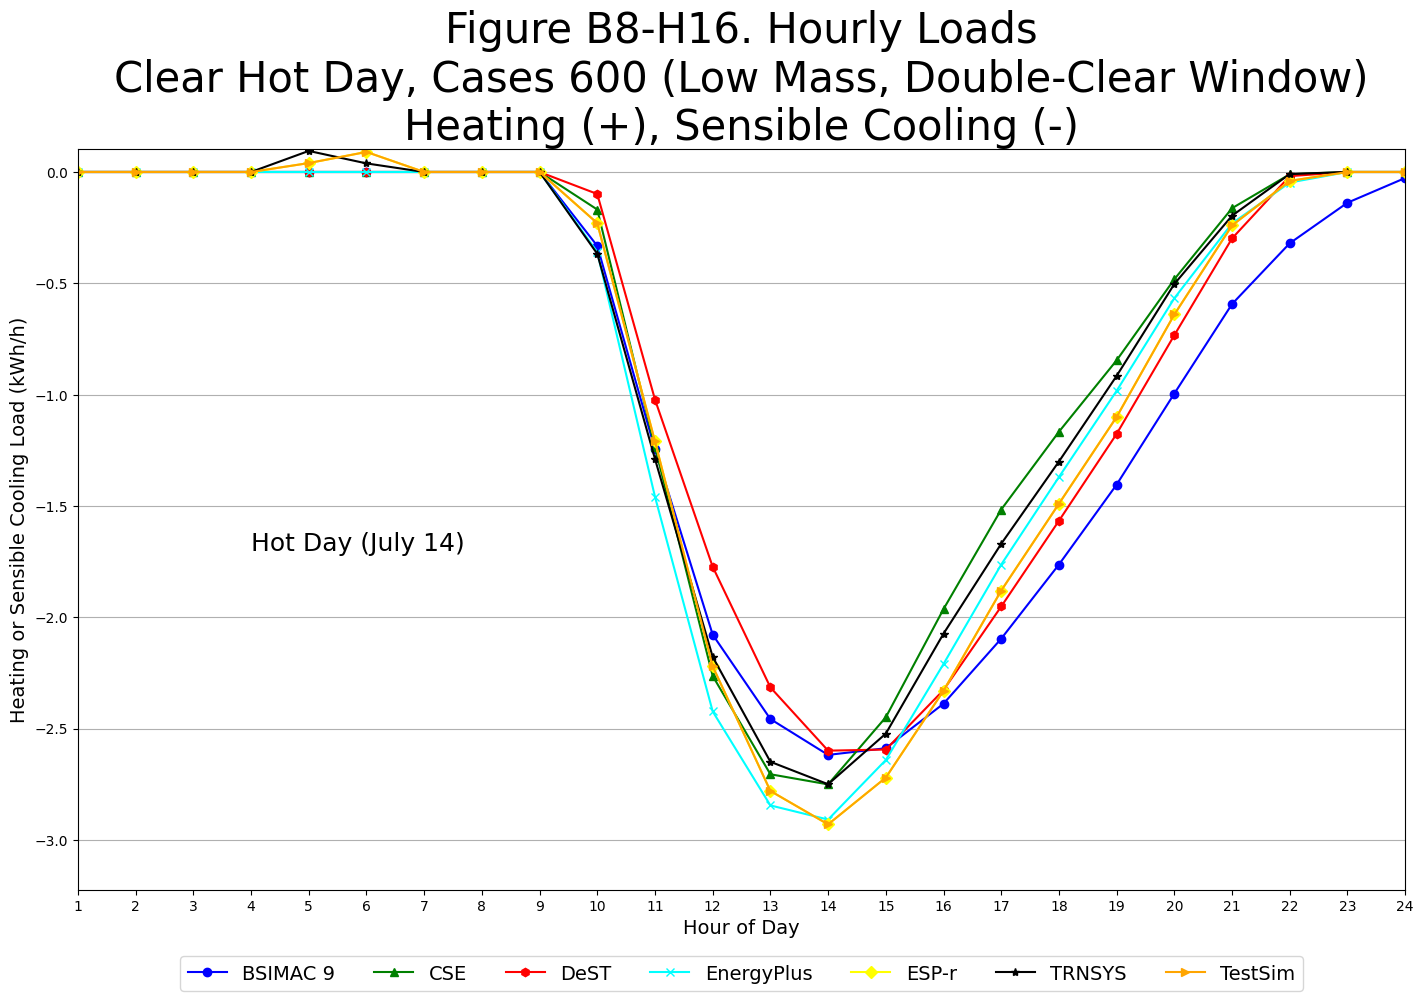 Figure B8-H16. Hourly Loads
Clear Hot Day, Cases 600 (Low Mass, Double-Clear Window)
Heating (+), Sensible Cooling (-)
Heating or Sensible Cooling Load (kWh/h)
0.0
−0.5
−1.0
−1.5
−2.0
−2.5
−3.0
Hot Day (July 14)
1 2 3 4 5 6 7 8 9 10 11 12 13 14 15 16 17 18 19 20 21 22 23 24
Hour of Day
BSIMAC 9 CSE DeST EnergyPlus ESP-r TRNSYS TestSim